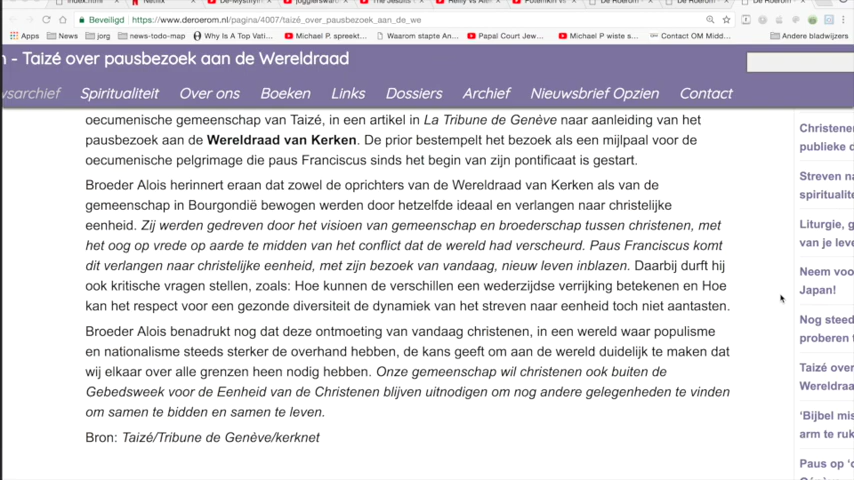 Beveiligd https://www.deroerom.nl/pagina/4007/taizé_over_pausbezoek_aan_de_we
Apps News jorg news-todo-map Why Is A Top Vati… Michael P. spreekt… Waarom stapte An… Papal Court Jew… Michael P wiste s… Contact OM Midd… Andere bladwijzers
- Taizé over pausbezoek aan de Wereldraad
wsarchief Spiritualiteit Over ons Boeken Links Dossiers Archief Nieuwsbrief Opzien Contact
oecumenische gemeenschap van Taizé, in een artikel in La Tribune de Genève naar aanleiding van het
pausbezoek aan de Wereldraad van Kerken. De prior bestempelt het bezoek als een mijlpaal voor de
oecumenische pelgrimage die paus Franciscus sinds het begin van zijn pontificaat is gestart.
Broeder Alois herinnert eraan dat zowel de oprichters van de Wereldraad van Kerken als van de
gemeenschap in Bourgondië bewogen werden door hetzelfde ideaal en verlangen naar christelijke
eenheid. Zij werden gedreven door het visioen van gemeenschap en broederschap tussen christenen, met
het oog op vrede op aarde te midden van het conflict dat de wereld had verscheurd. Paus Franciscus komt
dit verlangen naar christelijke eenheid, met zijn bezoek van vandaag, nieuw leven inblazen. Daarbij durft hij
ook kritische vragen stellen, zoals: Hoe kunnen de verschillen een wederzijdse verrijking betekenen en Hoe
kan het respect voor een gezonde diversiteit de dynamiek van het streven naar eenheid toch niet aantasten.
Broeder Alois benadrukt nog dat deze ontmoeting van vandaag christenen, in een wereld waar populisme
en nationalisme steeds sterker de overhand hebben, de kans geeft om aan de wereld duidelijk te maken dat
wij elkaar over alle grenzen heen nodig hebben. Onze gemeenschap wil christenen ook buiten de
Gebedsweek voor de Eenheid van de Christenen blijven uitnodigen om nog andere gelegenheden te vinden
om samen te bidden en samen te leven.
Bron: Taizé/Tribune de Genève/kerknet
Christene
publieke d
Streven na
spiritualite
Liturgie, g
van je leve
Neem voo
Japan!
Nog steed
proberen t
Taizé over
Wereldraa
'Bijbel mis
arm te ruk
Paus op 'c